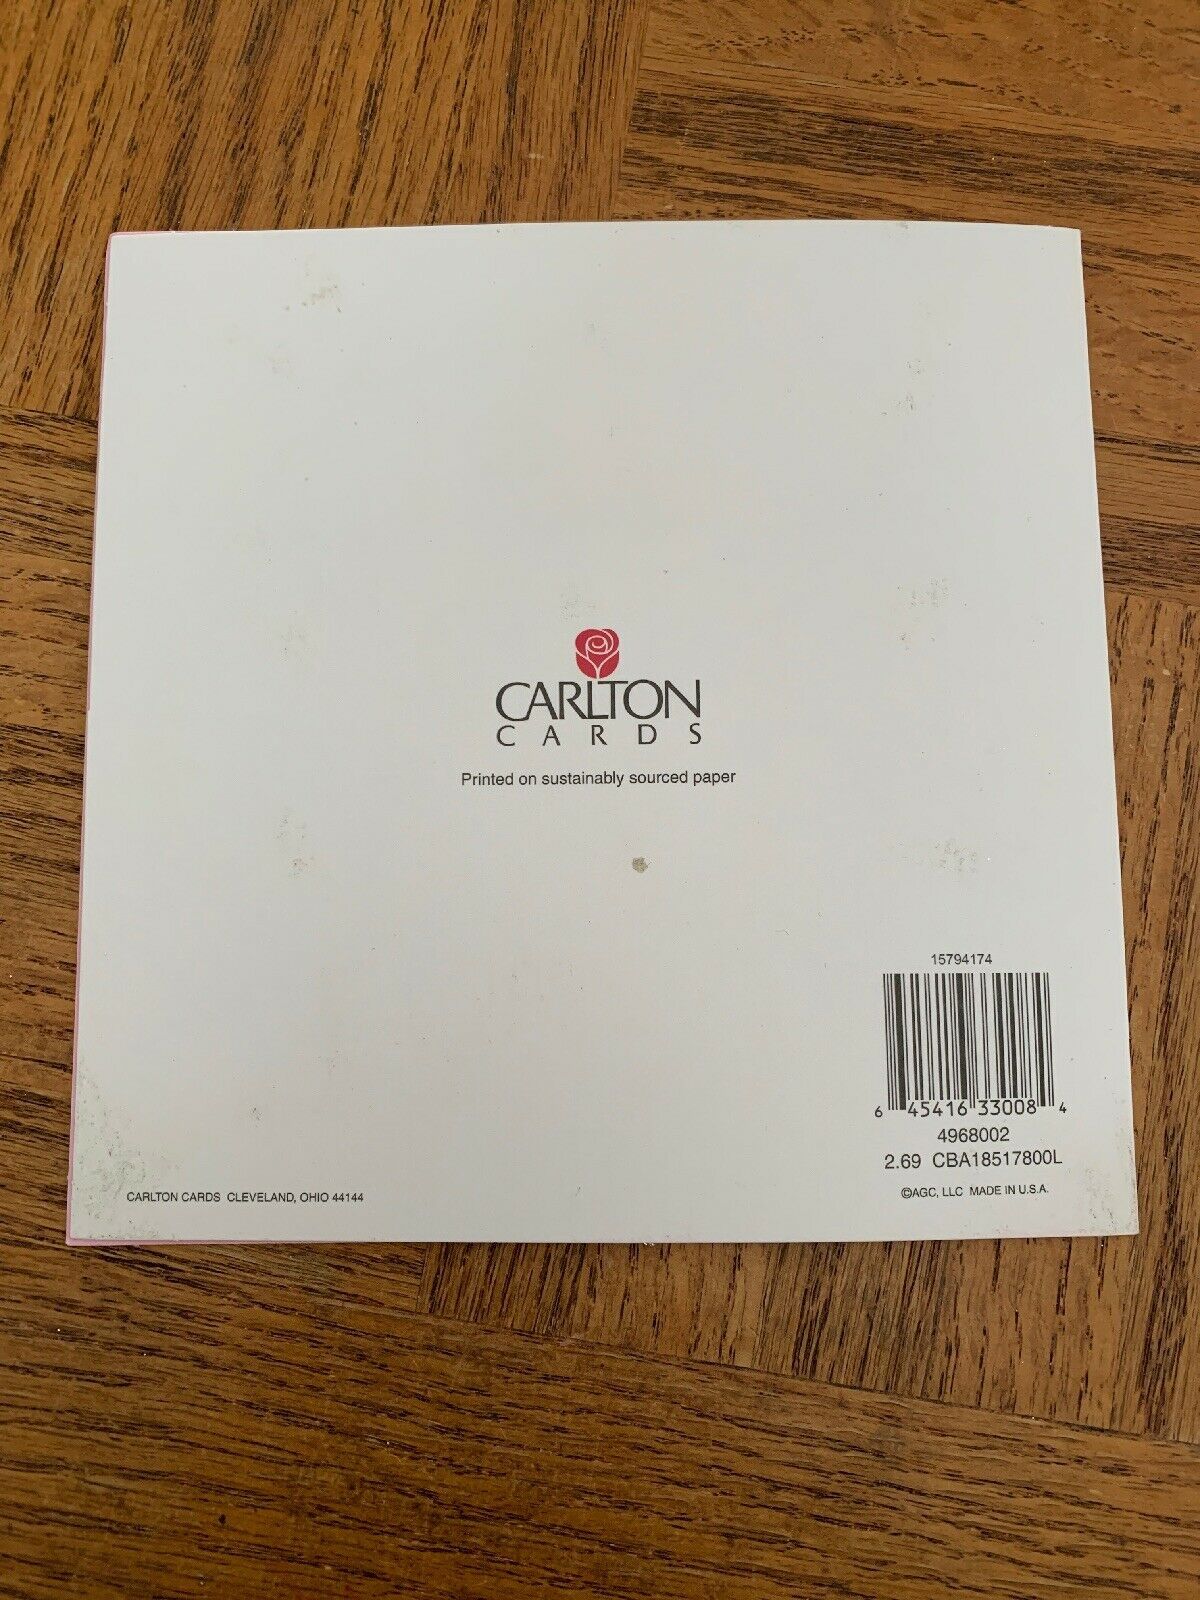 CARLTON
CARDS
Printed on sustainably sourced paper
15794174
6 45416 33008 4
4968002
2.69 CBA18517800L
CARLTON CARDS CLEVELAND, OHIO 44144
©AGC, LLC MADE IN U.S.A.